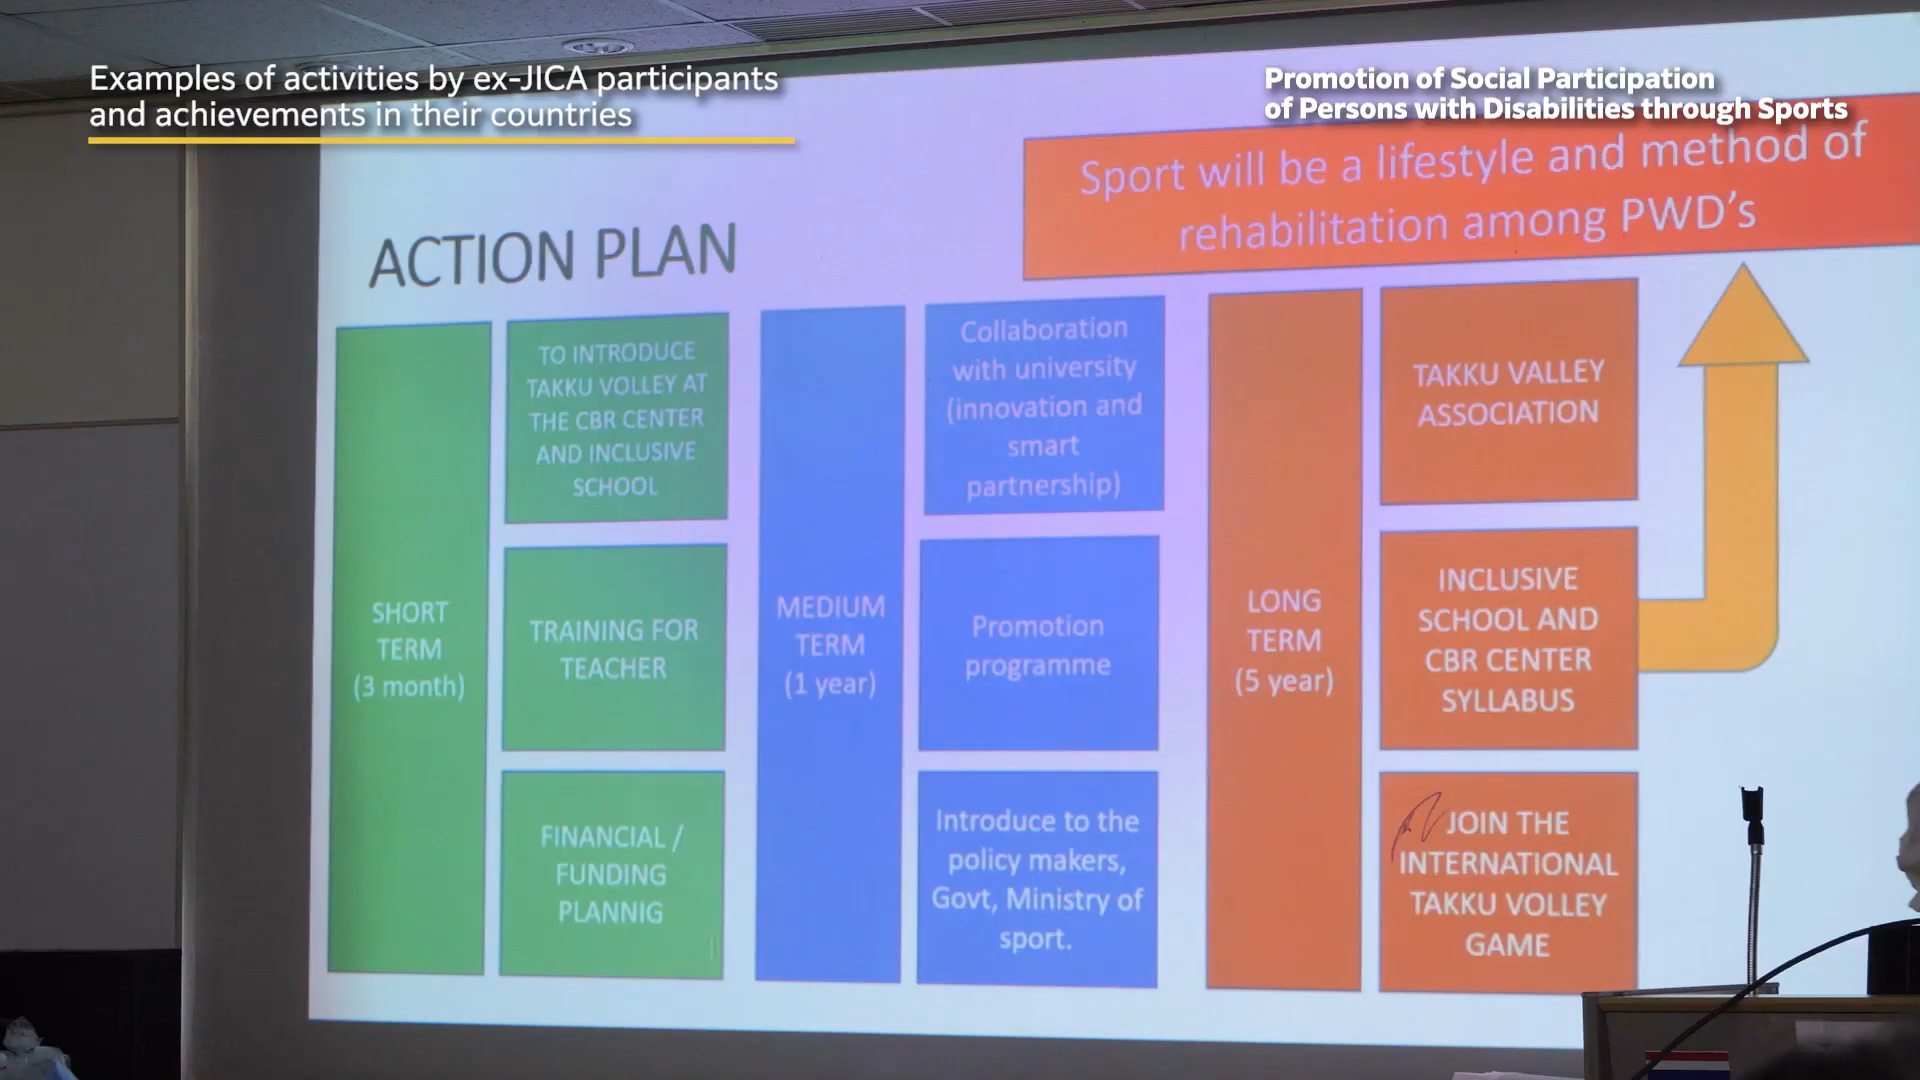 Examples of activities by ex-JICA participants
and achievements in their countries
Promotion of Social Participation
of Persons with Disabilities through Sports
Sport will be a lifestyle and method of
rehabilitation among PWD's
ACTION PLAN
SHORT
TERM
(3 month)
TO INTRODUCE
TAKKU VOLLEY AT
THE CBR CENTER
AND INCLUSIVE
SCHOOL
TRAINING FOR
TEACHER
FINANCIAL /
FUNDING
PLANNIG
MEDIUM
TERM
(1 year)
Collaboration
with university
(innovation and
smart
partnership)
Promotion
programme
Introduce to the
policy makers,
Govt, Ministry of
sport.
LONG
TERM
(5 year)
TAKKU VALLEY
ASSOCIATION
INCLUSIVE
SCHOOL AND
CBR CENTER
SYLLABUS
JOIN THE
INTERNATIONAL
TAKKU VOLLEY
GAME